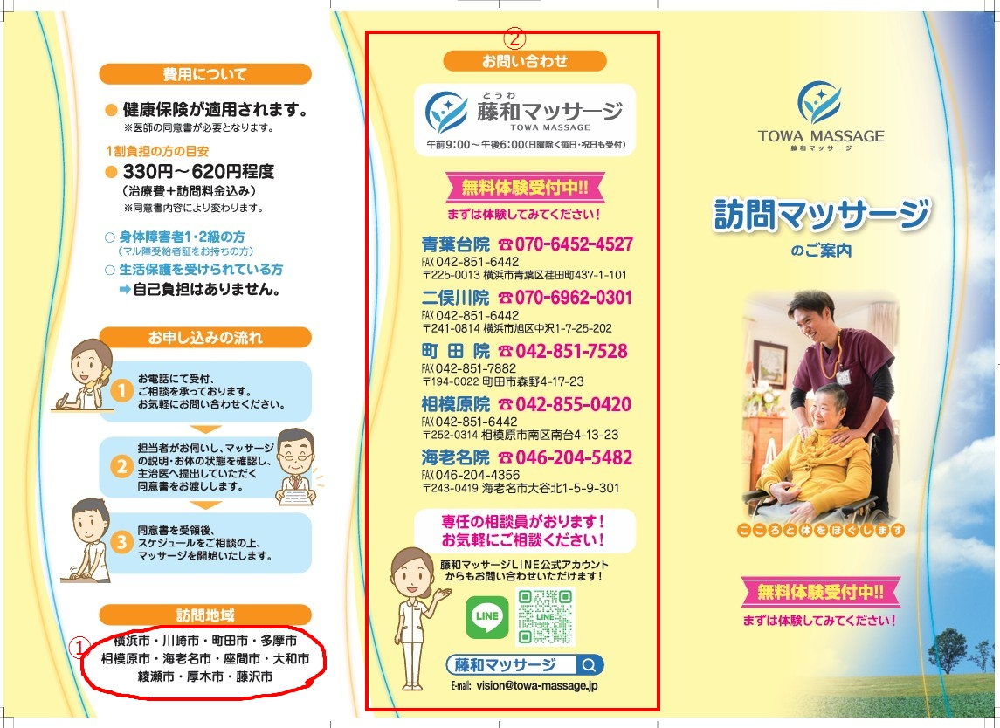 費用について
● 健康保険が適用されます。
※医師の同意書が必要となります。
1割負担の方の目安
● 330円～620円程度
（治療費＋訪問料金込み）
※同意書内容により変わります。
○ 身体障害者1・2級の方
（マル障受給者証をお持ちの方）
○ 生活保護を受けられている方
➡自己負担はありません。
お申し込みの流れ
1
お電話にて受付、
ご相談を承っております。
お気軽にお問い合わせください。
2
担当者がお伺いし、マッサージ
の説明・お体の状態を確認し、
主治医へ提出していただく
同意書をお渡しします。
3
同意書を受領後、
スケジュールをご相談の上、
マッサージを開始いたします。
訪問地域
①
横浜市・川崎市・町田市・多摩市
相模原市・海老名市・座間市・大和市
綾瀬市・厚木市・藤沢市
②
お問い合わせ
とうわ
藤和マッサージ
TOWA MASSAGE
午前9:00～午後6:00（日曜除く毎日・祝日も受付）
無料体験受付中!!
まずは体験してみてください！
青葉台院 ☎070-6452-4527
FAX 042-851-6442
〒225-0013 横浜市青葉区荏田町437-1-101
二俣川院 ☎070-6962-0301
FAX 042-851-6442
〒241-0814 横浜市旭区中沢1-7-25-202
町田院 ☎042-851-7528
FAX 042-851-7882
〒194-0022 町田市森野4-17-23
相模原院 ☎042-855-0420
FAX 042-851-6442
〒252-0314 相模原市南区南台4-13-23
海老名院 ☎046-204-5482
FAX 046-204-4356
〒243-0419 海老名市大谷北1-5-9-301
専任の相談員がおります！
お気軽にご相談ください！
藤和マッサージLINE公式アカウント
からもお問い合わせいただけます！
LINE
LINE
藤和マッサージ
E-mail: vision@towa-massage.jp
TOWA MASSAGE
藤和マッサージ
訪問マッサージ
のご案内
こころと体をほぐします
無料体験受付中!!
まずは体験してみてください！